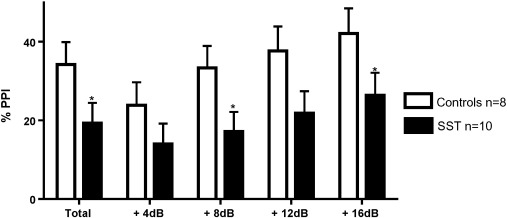 % PPI
40
20
0
*
*
*
Total
+ 4dB
+ 8dB
+ 12dB
+ 16dB
Controls n=8
SST n=10